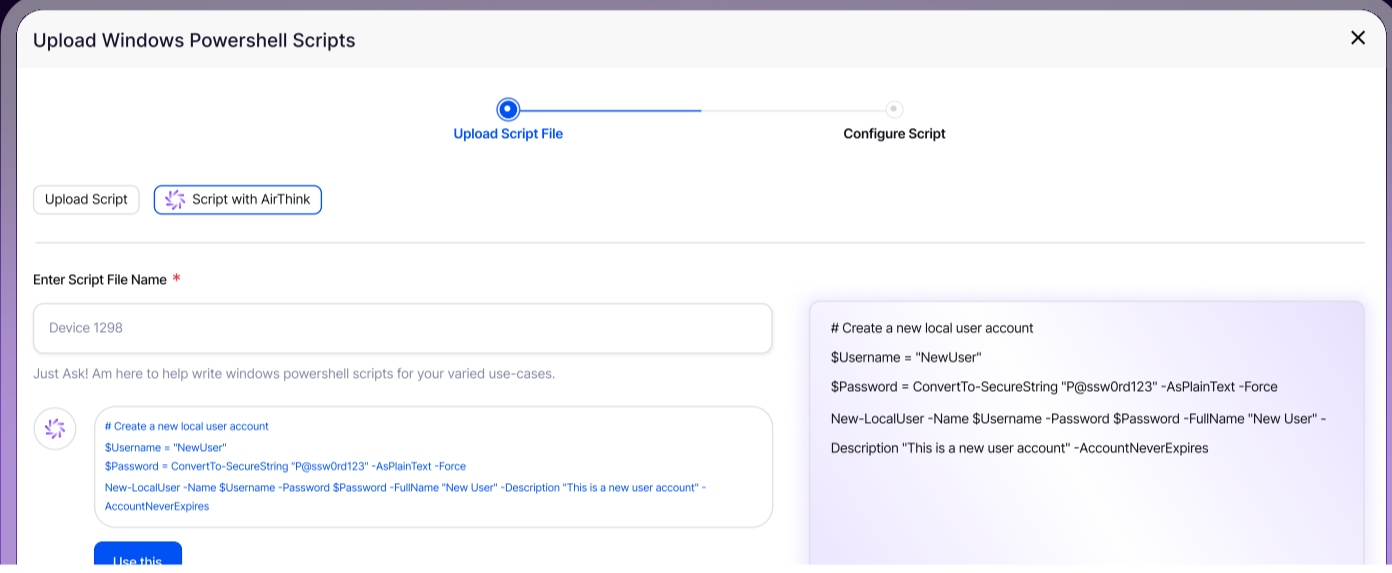 Upload Windows Powershell Scripts
Upload Script File
Configure Script
Upload Script
Script with AirThink
Enter Script File Name *
Device 1298
Just Ask! Am here to help write windows powershell scripts for your varied use-cases.
# Create a new local user account
$Username = "NewUser"
$Password = ConvertTo-SecureString "P@ssw0rd123" -AsPlainText -Force
New-LocalUser -Name $Username -Password $Password -FullName "New User" -Description "This is a new user account" -
AccountNeverExpires
Use this
# Create a new local user account
$Username = "NewUser"
$Password = ConvertTo-SecureString "P@ssw0rd123" -AsPlainText -Force
New-LocalUser -Name $Username -Password $Password -FullName "New User" -
Description "This is a new user account" -AccountNeverExpires